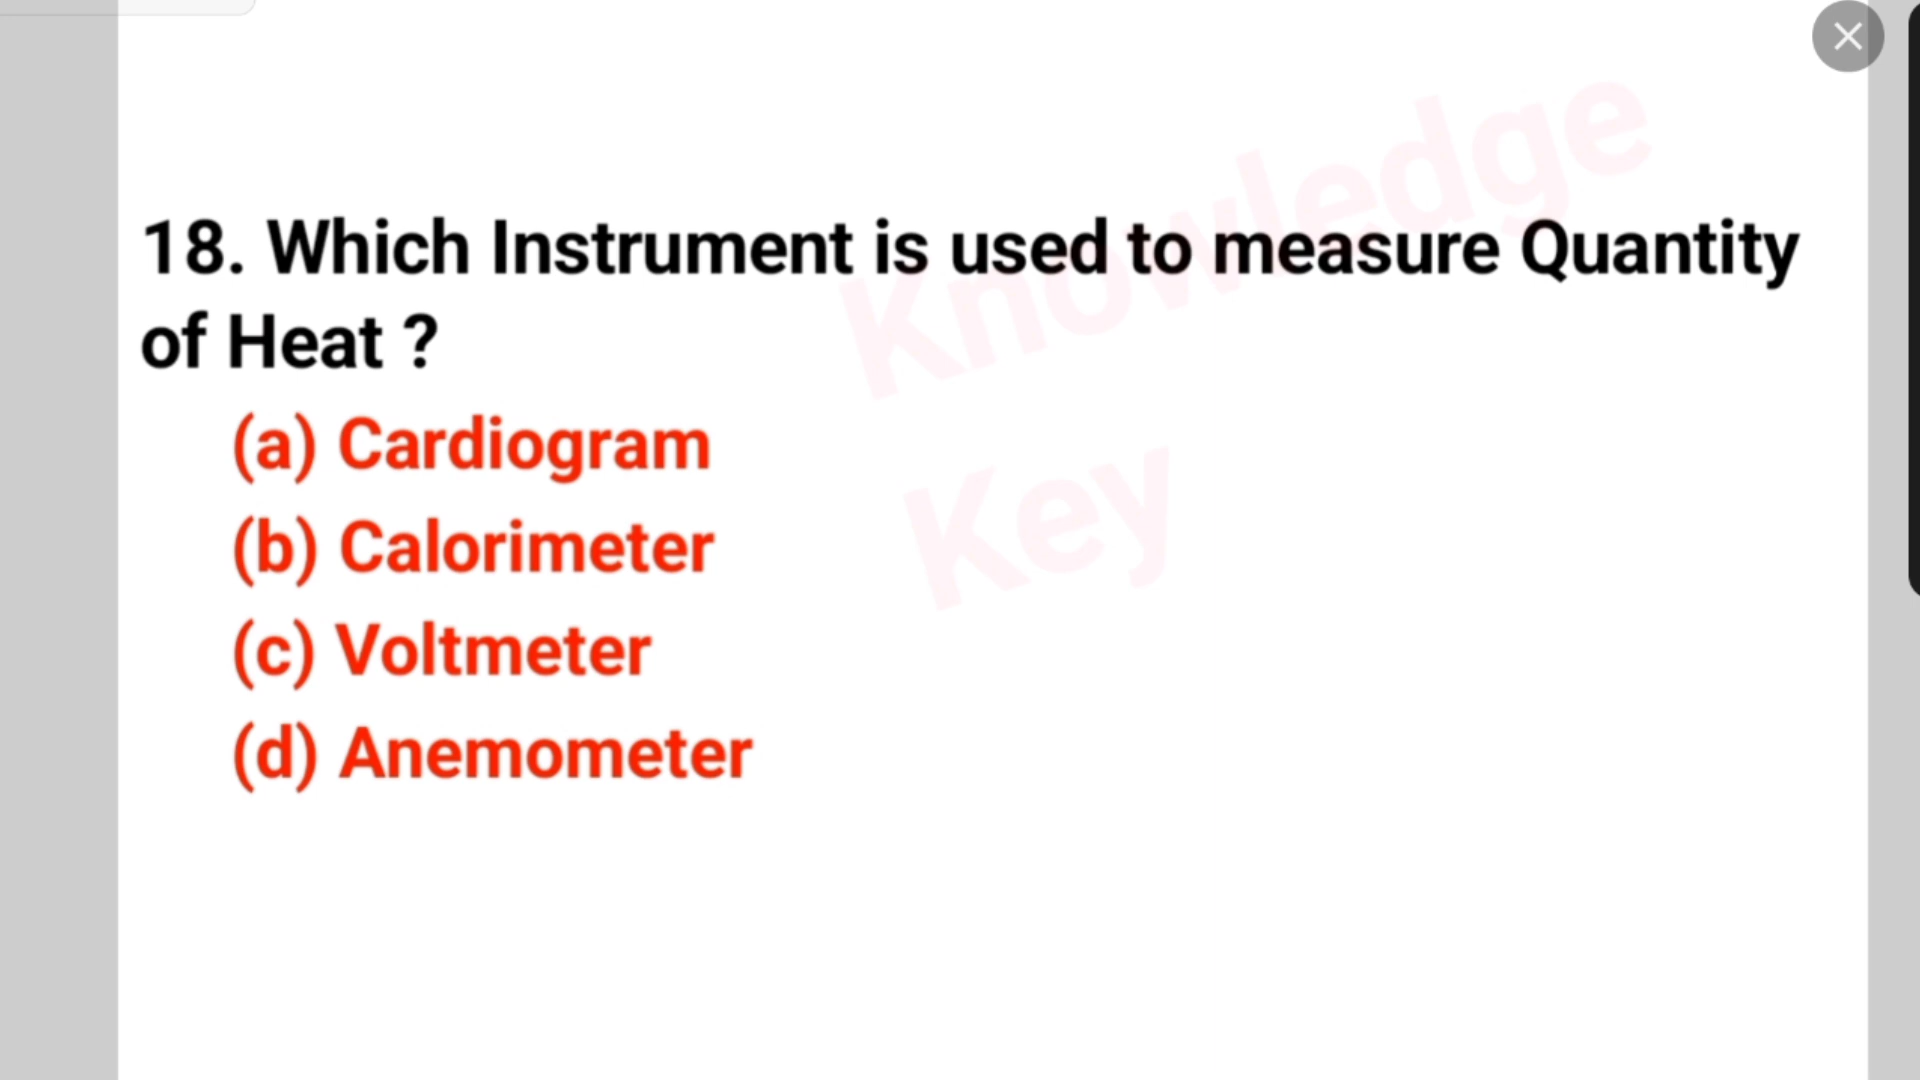 Knowledge
Key
18. Which Instrument is used to measure Quantity
of Heat ?
(a) Cardiogram
(b) Calorimeter
(c) Voltmeter
(d) Anemometer